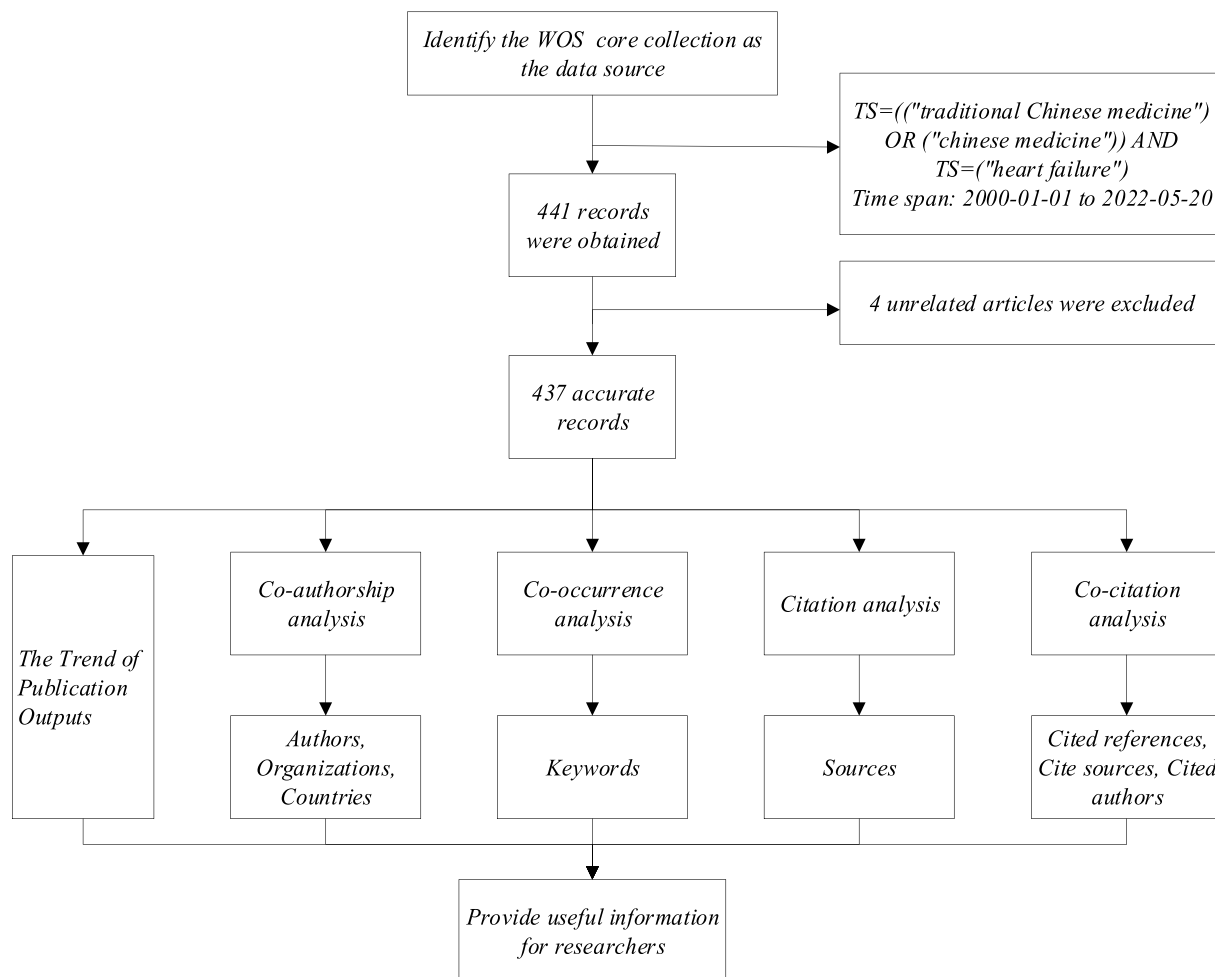 Identify the WOS core collection as
the data source
TS=(("traditional Chinese medicine")
OR ("chinese medicine")) AND
TS=("heart failure")
Time span: 2000-01-01 to 2022-05-20
441 records
were obtained
4 unrelated articles were excluded
437 accurate
records
The Trend of
Publication
Outputs
Co-authorship
analysis
Co-occurrence
analysis
Citation analysis
Co-citation
analysis
Authors,
Organizations,
Countries
Keywords
Sources
Cited references,
Cite sources, Cited
authors
Provide useful information
for researchers